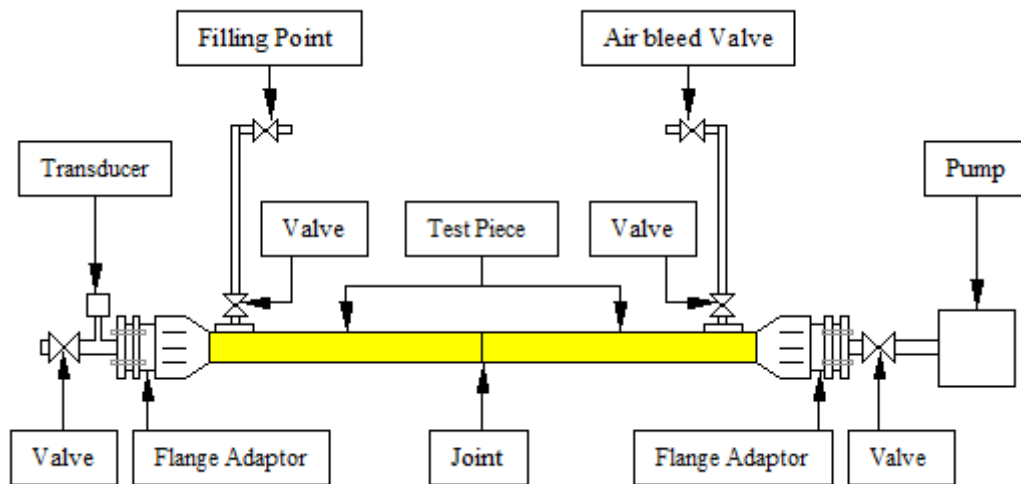 Filling Point
Air bleed Valve
Transducer
Pump
Valve
Test Piece
Valve
Valve
Flange Adaptor
Joint
Flange Adaptor
Valve